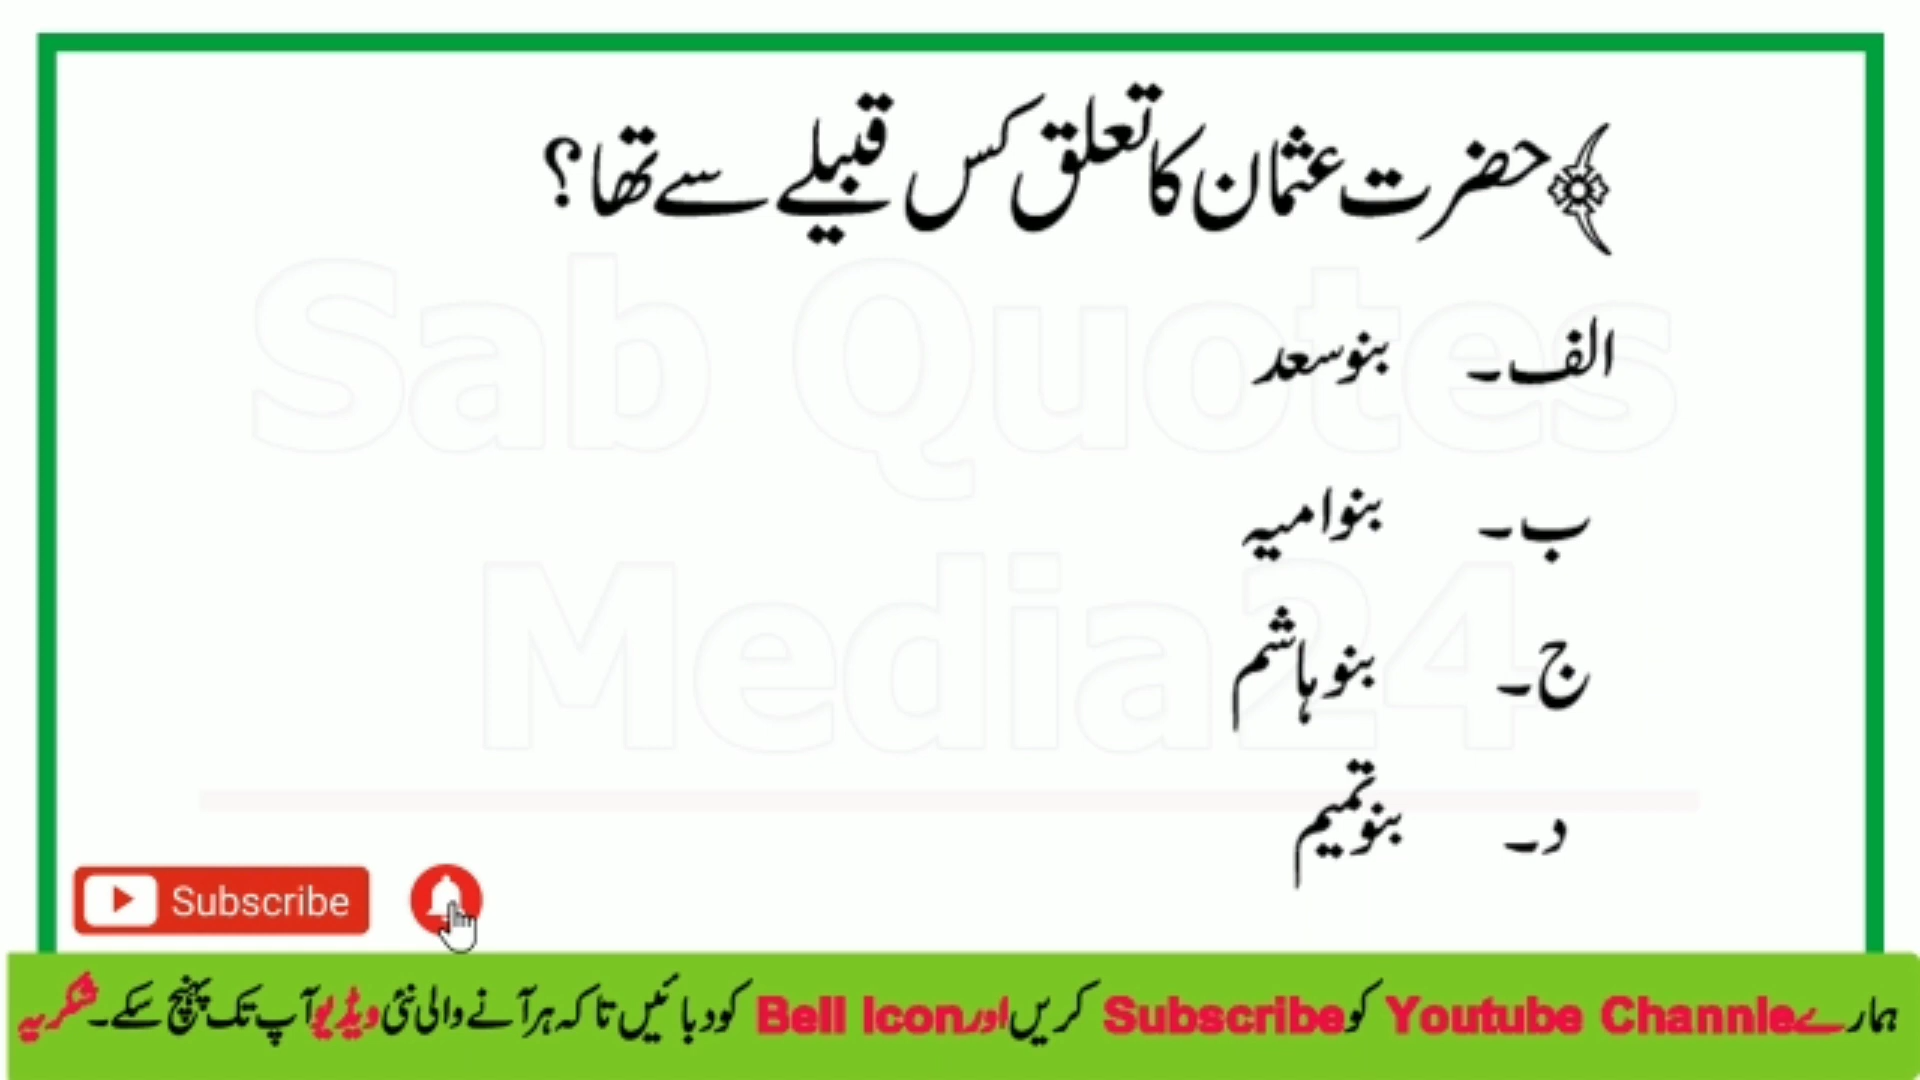 حضرت عثمان کا تعلق کس قبیلے سے تھا؟
الف۔ بنوسعد
ب۔ بنوامیہ
ج۔ بنوہاشم
د۔ بنوتمیم
Sab Quotes
Media24
Subscribe
ہمارے Youtube Channle کو Subscribe کریں اور Bell Icon کو دبائیں تاکہ ہر آنے والی نئی ویڈیو آپ تک پہنچ سکے۔ شکریہ